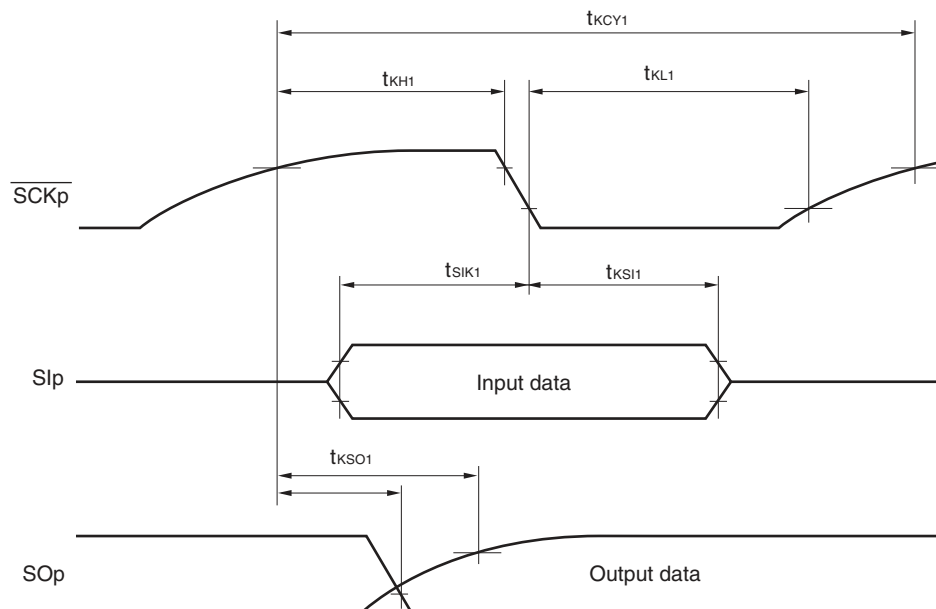 tKCY1
tKH1
tKL1
SCKp
tSIK1
tKSI1
SIp
Input data
tKSO1
SOp
Output data